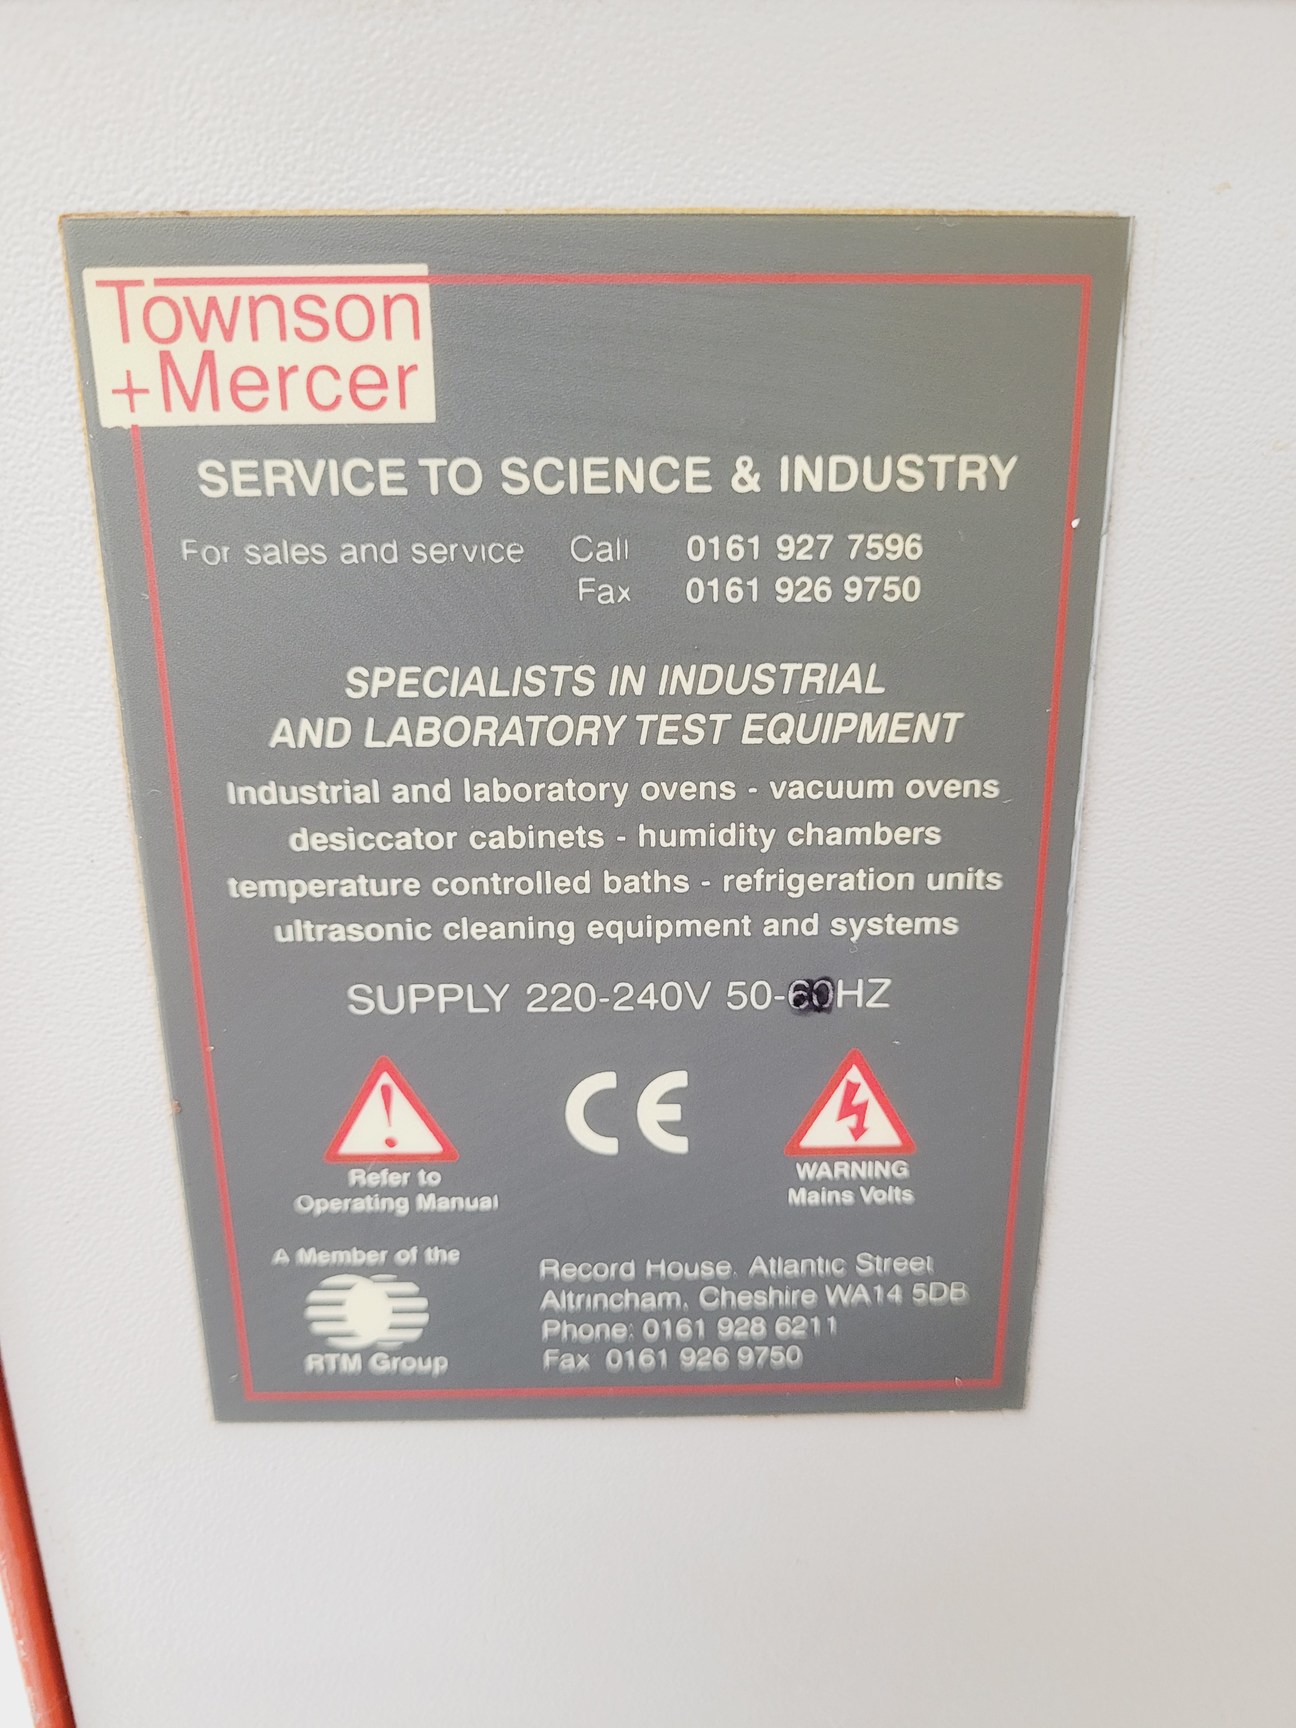 Townson
+Mercer
SERVICE TO SCIENCE & INDUSTRY
For sales and service Call 0161 927 7596
Fax 0161 926 9750
SPECIALISTS IN INDUSTRIAL
AND LABORATORY TEST EQUIPMENT
Industrial and laboratory ovens - vacuum ovens
desiccator cabinets - humidity chambers
temperature controlled baths - refrigeration units
ultrasonic cleaning equipment and systems
SUPPLY 220-240V 50-60HZ
CE
Refer to
Operating Manual
WARNING
Mains Volts
A Member of the
RTM Group
Record House, Atlantic Street
Altrincham, Cheshire WA14 5DB
Phone: 0161 928 6211
Fax 0161 926 9750